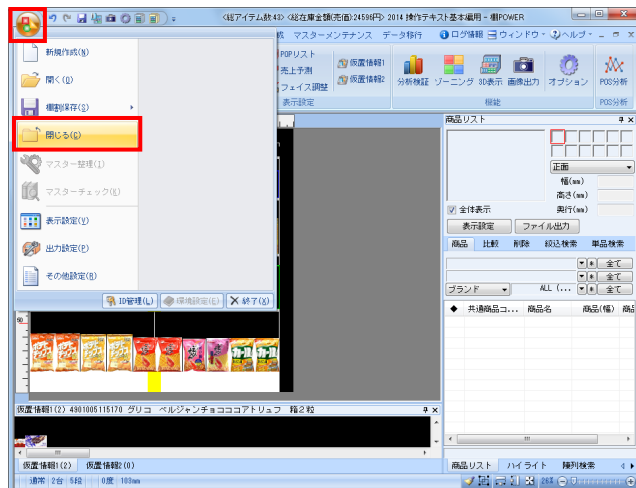 <総アイテム数:43> <総在庫金額(売価):24596円> 2014 操作テキスト基本編用 - 棚POWER
成 マスターメンテナンス データ移行 ログ情報 ウィンドウ ヘルプ
新規作成(N)
開く(O)
棚割保存(S)
閉じる(C)
マスター整理(I)
マスターチェック(K)
表示設定(V)
出力設定(P)
その他設定(R)
ID管理(L) 環境設定(E) 終了(X)
POPリスト
売上予測
フェイス調整
仮置情報1
仮置情報2
表示設定
分析検証 ゾーニング 3D表示 画像出力 オプション POS分析
機能 POS分析
商品リスト
正面
幅(mm)
高さ(mm)
奥行(mm)
全体表示
表示設定 ファイル出力
商品 比較 削除 絞込検索 単品検索
全て
全て
ブランド ALL (... 全て
◆ 共通商品コ... 商品名 商品(幅) 商品
50
仮置情報1(2) 4901005115170 グリコ ベルジャンチョコココアトリュフ 箱2粒
仮置情報1(2) 仮置情報2(0)
商品リスト ハイライト 陳列検索
通常 2台 5段 0度 103mm
26%